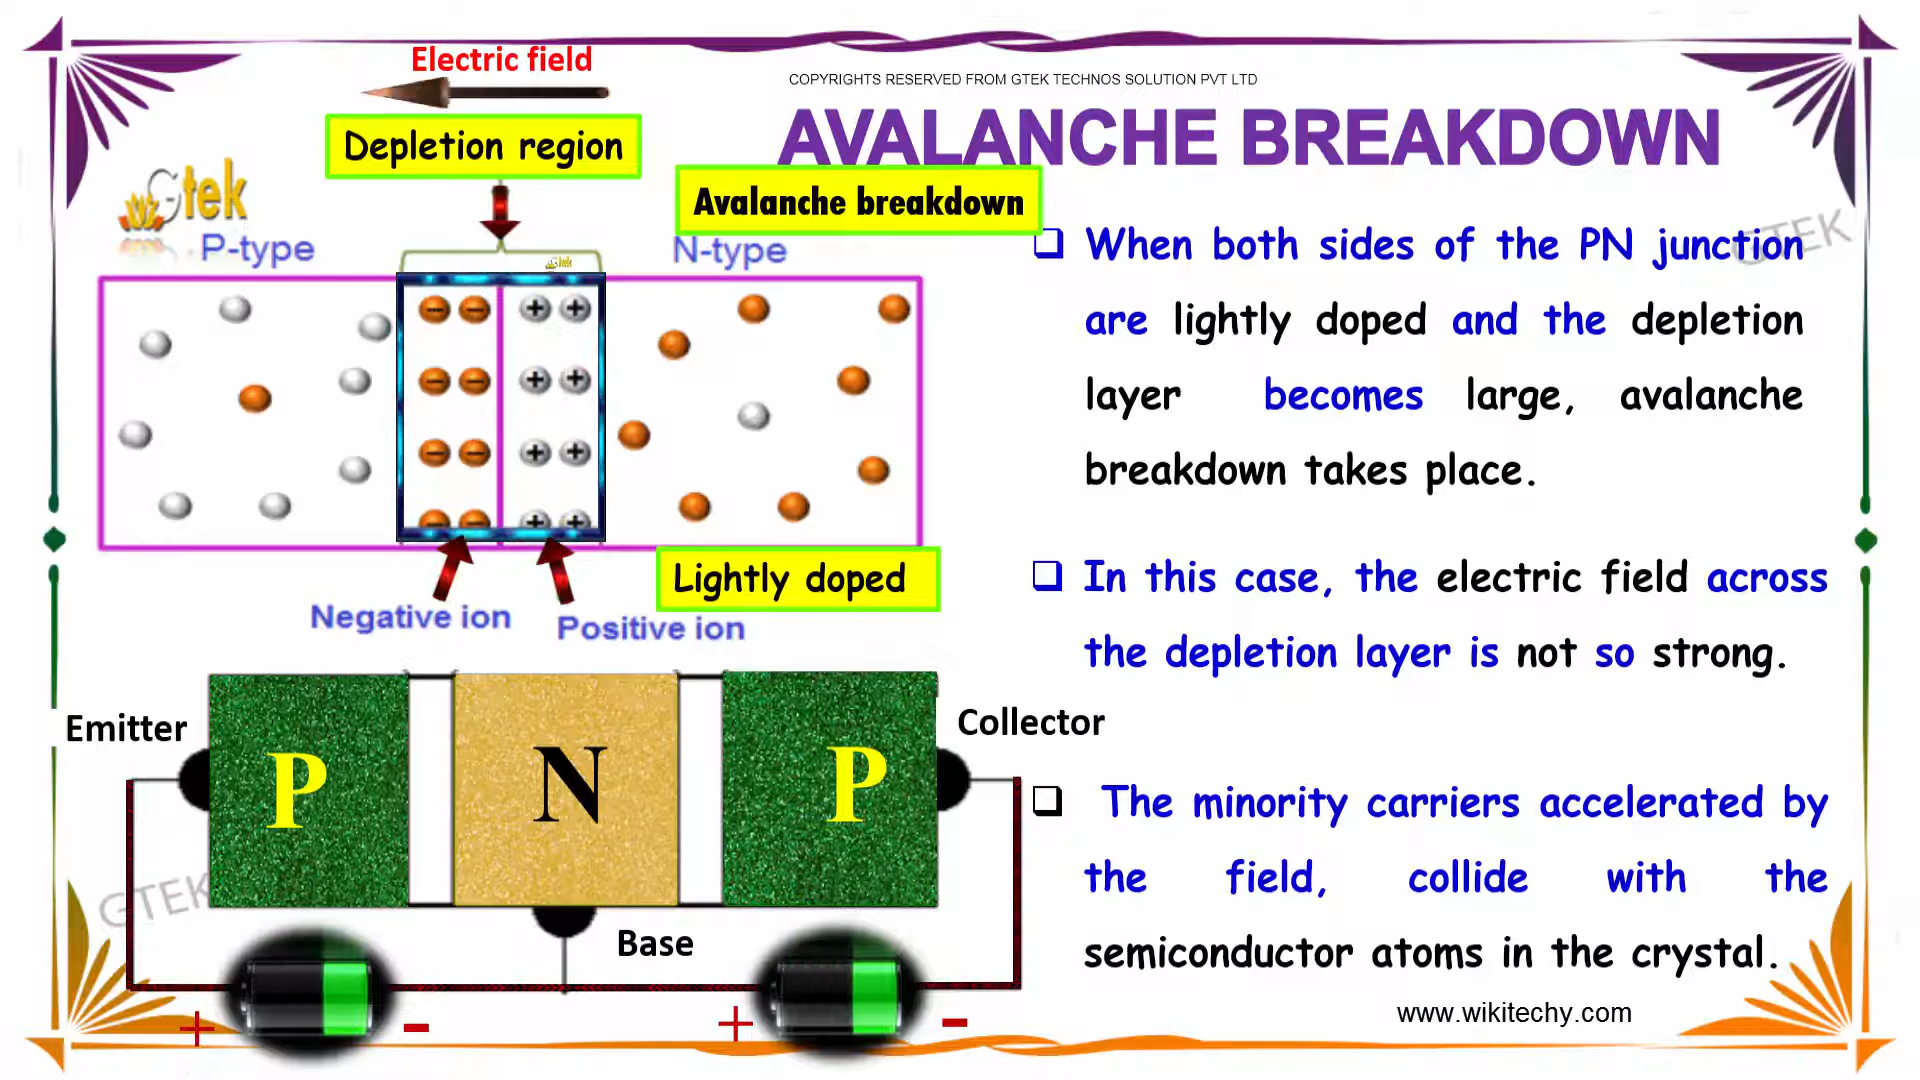 Electric field
COPYRIGHTS RESERVED FROM GTEK TECHNOS SOLUTION PVT LTD
AVALANCHE BREAKDOWN
Depletion region
Gtek
Avalanche breakdown
P-type
N-type
Gtek
GTEK
When both sides of the PN junction
are lightly doped and the depletion
layer becomes large, avalanche
breakdown takes place.
Lightly doped
Negative ion
Positive ion
In this case, the electric field across
the depletion layer is not so strong.
Emitter
Collector
P
N
P
The minority carriers accelerated by
the field, collide with the
semiconductor atoms in the crystal.
GTEK
Base
+
-
+
-
www.wikitechy.com